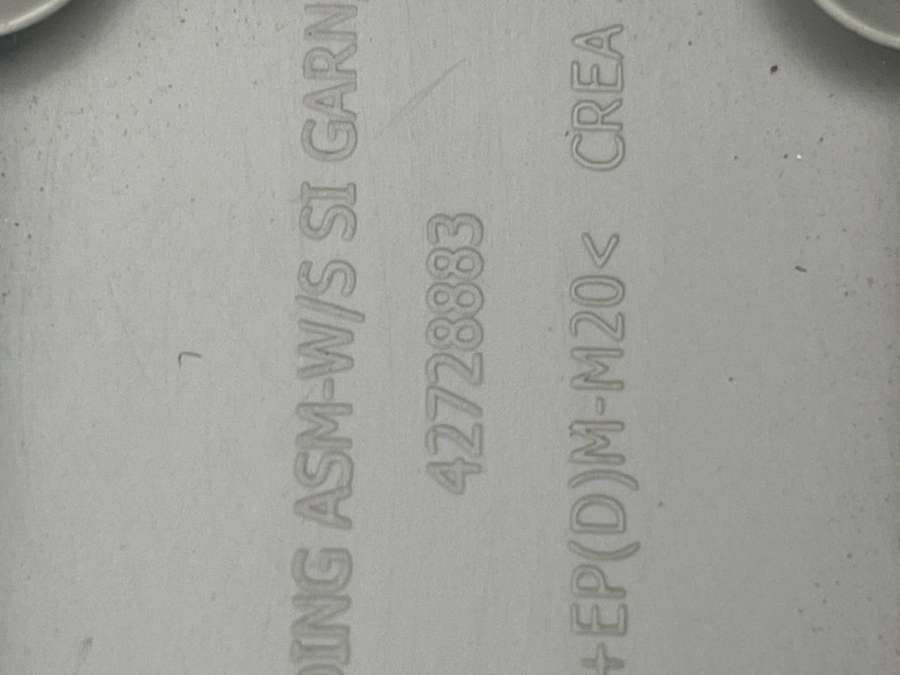 DING ASM-W/S SI GARN
42728883
+EP(D)M-M20< CREA